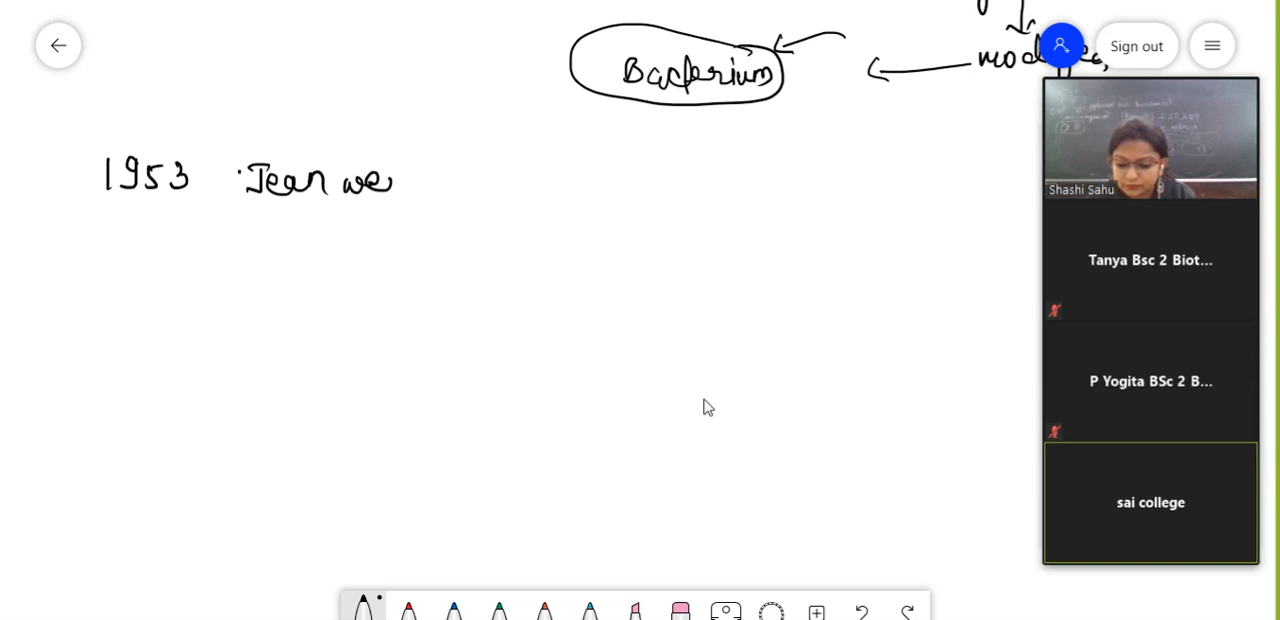 Sign out
Bacterium
Shashi Sahu
1953 Jean we
Tanya Bsc 2 Biot...
P Yogita BSc 2 B...
sai college